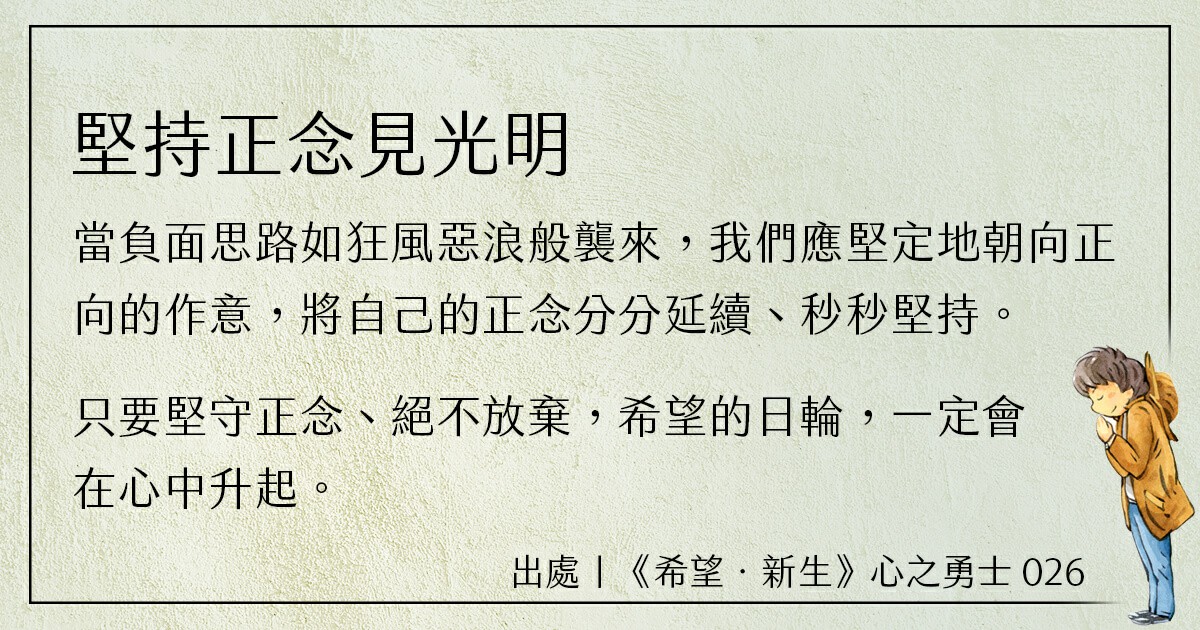 堅持正念見光明
當負面思路如狂風惡浪般襲來，我們應堅定地朝向正
向的作意，將自己的正念分分延續、秒秒堅持。
只要堅守正念、絕不放棄，希望的日輪，一定會
在心中升起。
出處｜《希望．新生》心之勇士 026